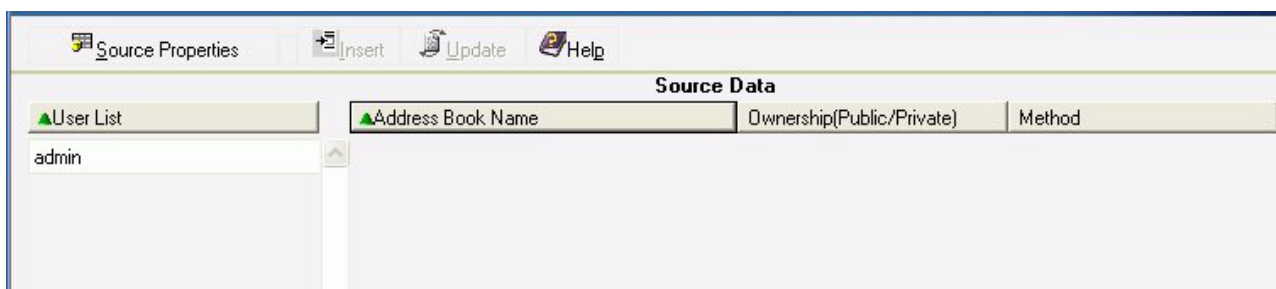 Source Properties Insert Update Help
Source Data
User List Address Book Name Ownership(Public/Private) Method
admin